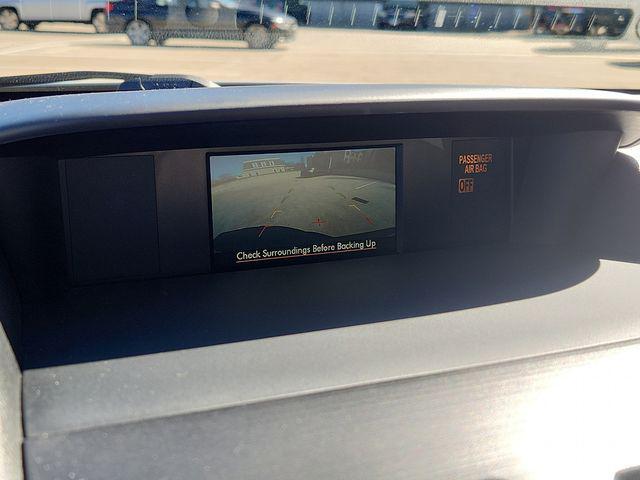 Check Surroundings Before Backing Up
PASSENGER
AIR BAG
OFF